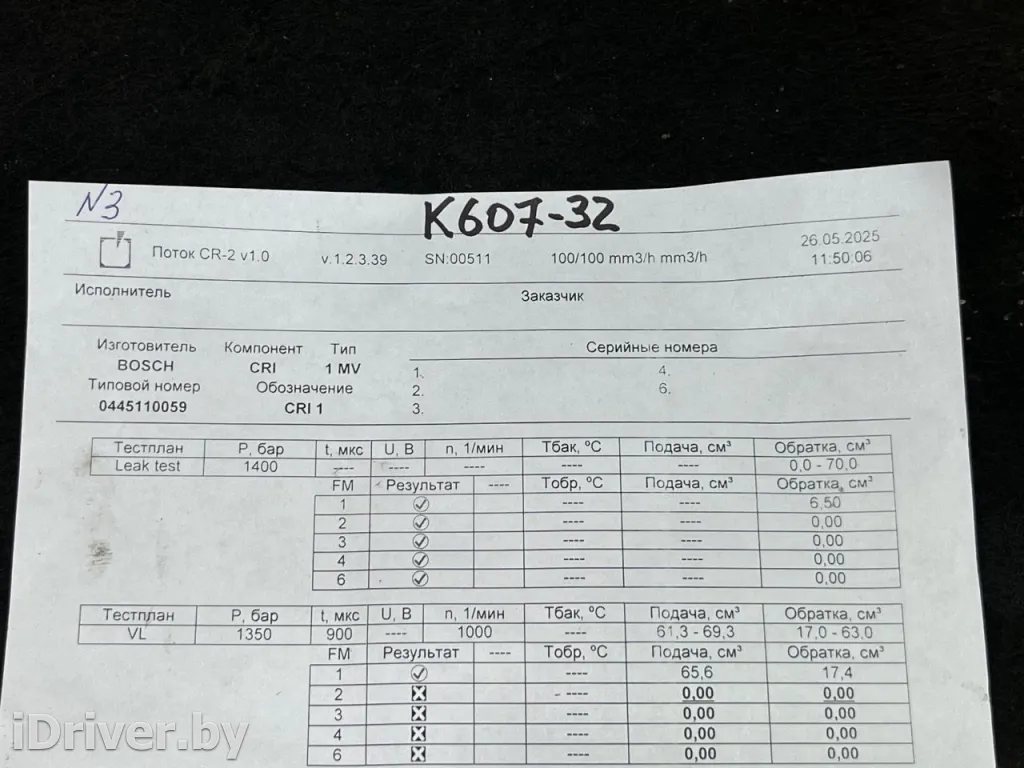 N3
К607-32
Поток CR-2 v1.0 v.1.2.3.39 SN:00511 100/100 mm3/h mm3/h 26.05.2025
11:50:06
Исполнитель Заказчик
Изготовитель Компонент Тип Серийные номера
BOSCH CRI 1 MV 1. 4.
Типовой номер Обозначение 2. 6.
0445110059 CRI 1 3.
Тестплан P, бар t, мкс U, В n, 1/мин Тбак, ºC Подача, см³ Обратка, см³
Leak test 1400 ---- ---- ---- ---- ---- 0,0 - 70,0
FM Результат ---- Тобр, ºC Подача, см³ Обратка, см³
1 ---- ---- 6,50
2 ---- ---- 0,00
3 ---- ---- 0,00
4 ---- ---- 0,00
6 ---- ---- 0,00
Тестплан P, бар t, мкс U, В n, 1/мин Тбак, ºC Подача, см³ Обратка, см³
VL 1350 900 ---- 1000 ---- 61,3 - 69,3 17,0 - 63,0
FM Результат ---- Тобр, ºC Подача, см³ Обратка, см³
1 ---- 65,6 17,4
2 ---- 0,00 0,00
3 ---- 0,00 0,00
4 ---- 0,00 0,00
6 ---- 0,00 0,00
iDriver.by